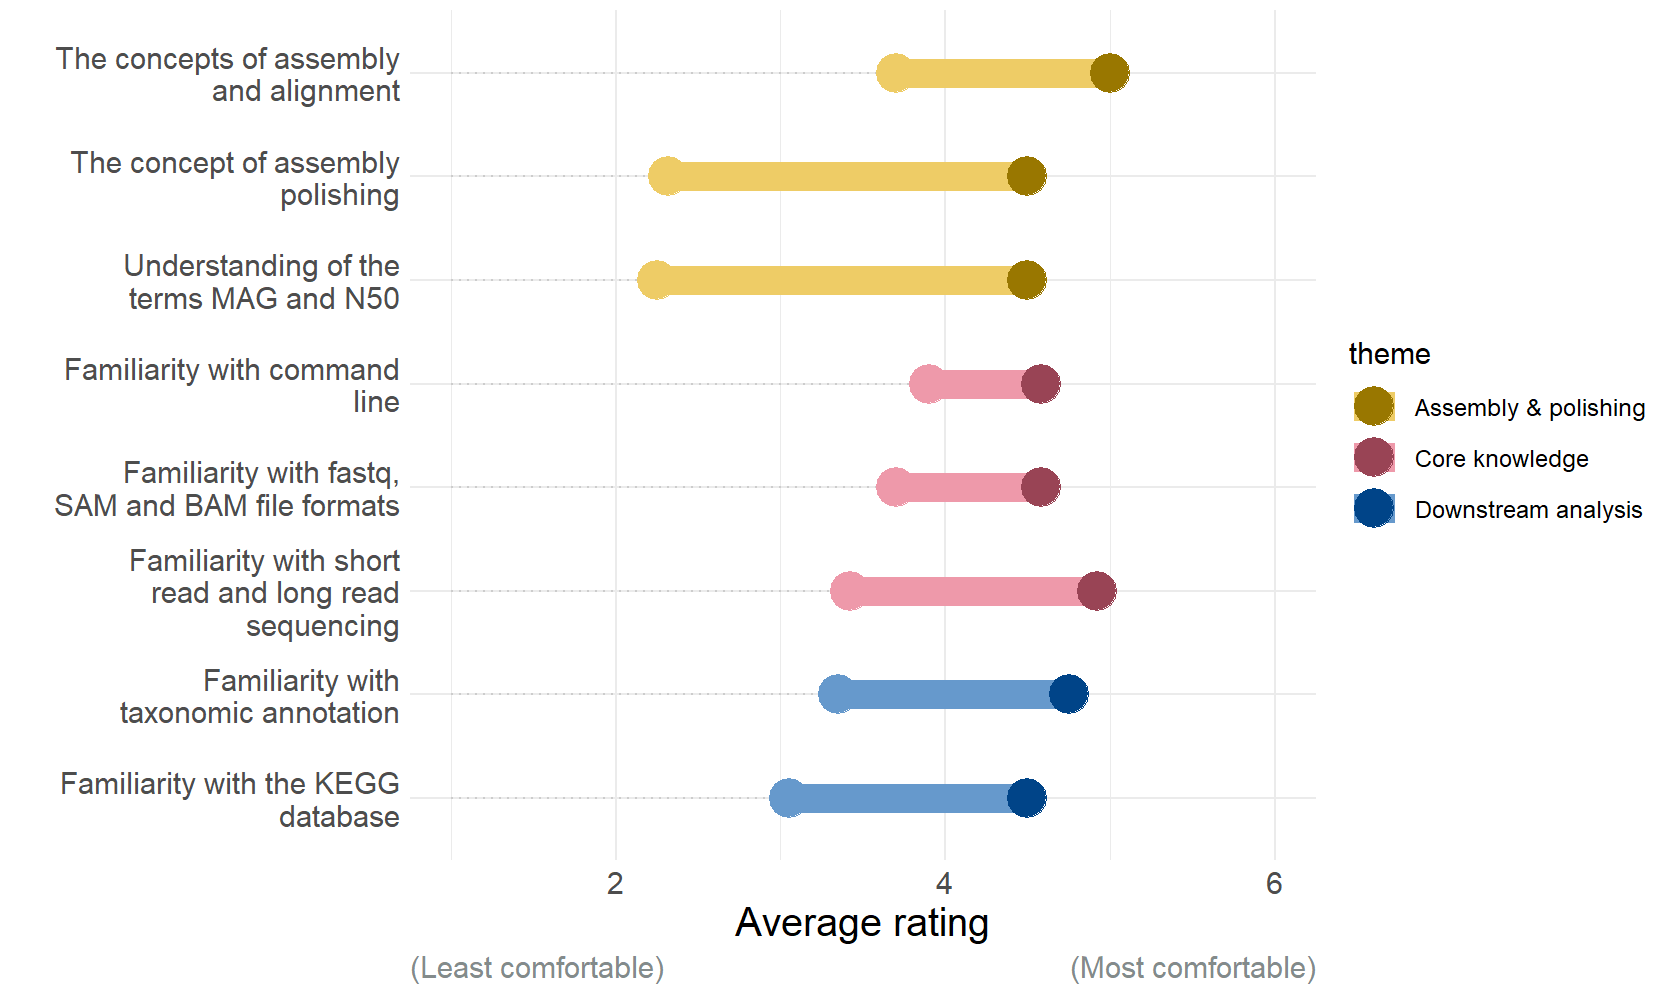 The concepts of assembly
and alignment
The concept of assembly
polishing
Understanding of the
terms MAG and N50
Familiarity with command
line
Familiarity with fastq,
SAM and BAM file formats
Familiarity with short
read and long read
sequencing
Familiarity with
taxonomic annotation
Familiarity with the KEGG
database
2
4
6
Average rating
(Least comfortable)
(Most comfortable)
theme
Assembly & polishing
Core knowledge
Downstream analysis